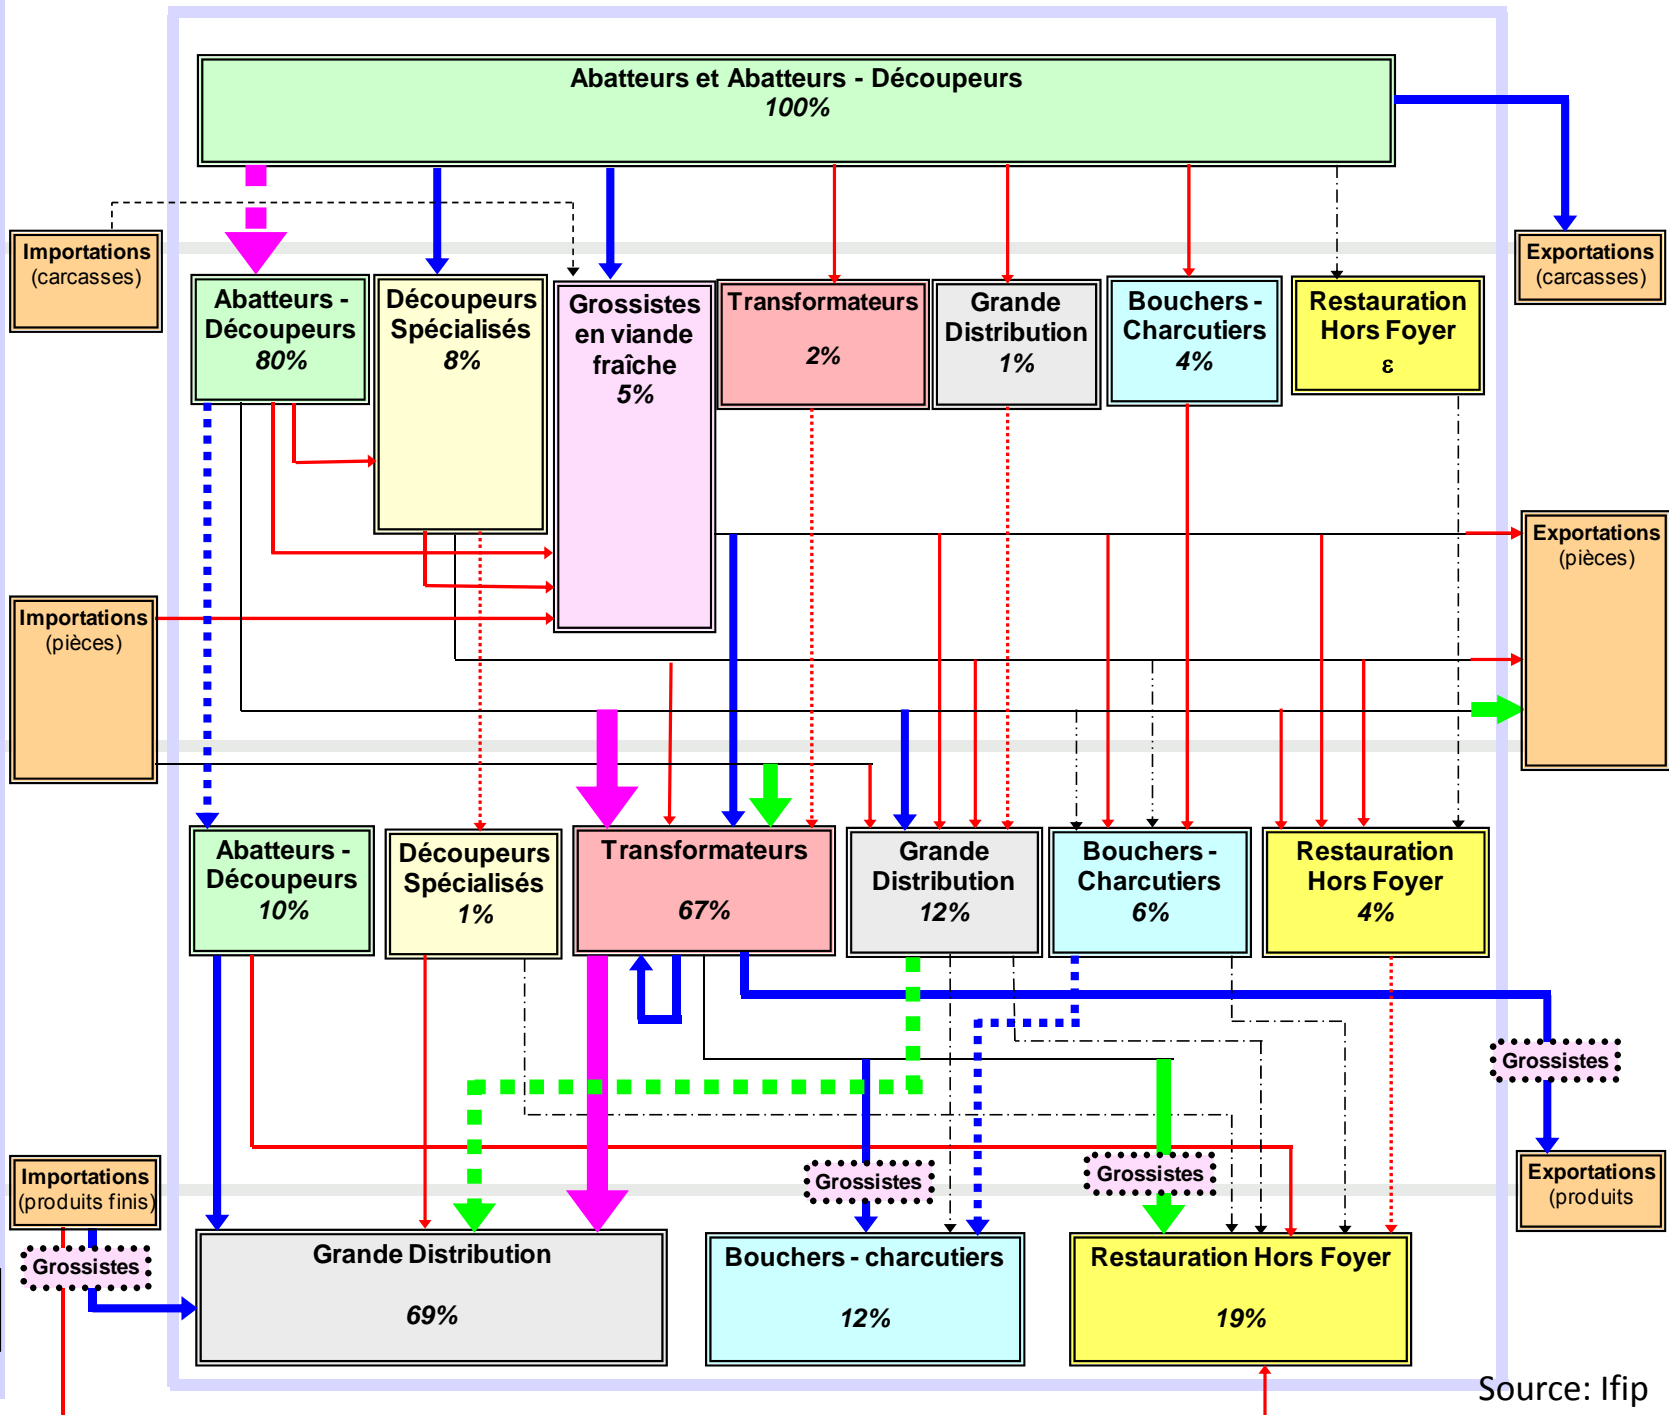 Abatteurs et Abatteurs - Découpeurs
100%
Importations
(carcasses)
Exportations
(carcasses)
Abatteurs -
Découpeurs
80%
Découpeurs
Spécialisés
8%
Grossistes
en viande
fraîche
5%
Transformateurs
2%
Grande
Distribution
1%
Bouchers -
Charcutiers
4%
Restauration
Hors Foyer
ε
Exportations
(pièces)
Importations
(pièces)
Abatteurs -
Découpeurs
10%
Découpeurs
Spécialisés
1%
Transformateurs
67%
Grande
Distribution
12%
Bouchers -
Charcutiers
6%
Restauration
Hors Foyer
4%
Grossistes
Grossistes
Grossistes
Importations
(produits finis)
Exportations
(produits
Grossistes
Grande Distribution
69%
Bouchers - charcutiers
12%
Restauration Hors Foyer
19%
Source: Ifip